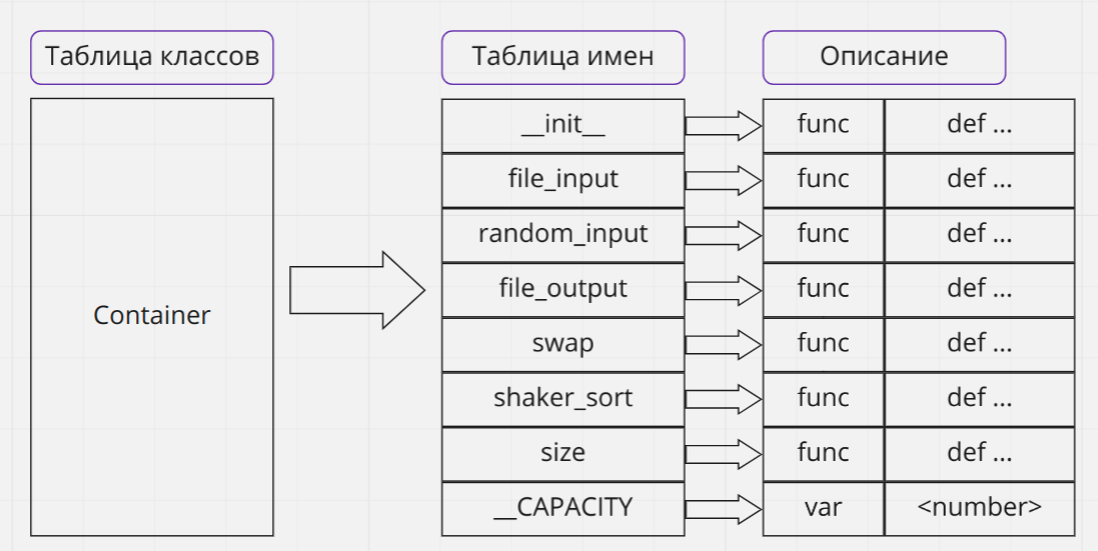 Таблица классов
Таблица имен
Описание
Container
__init__ func def ...
file_input func def ...
random_input func def ...
file_output func def ...
swap func def ...
shaker_sort func def ...
size func def ...
__CAPACITY var <number>